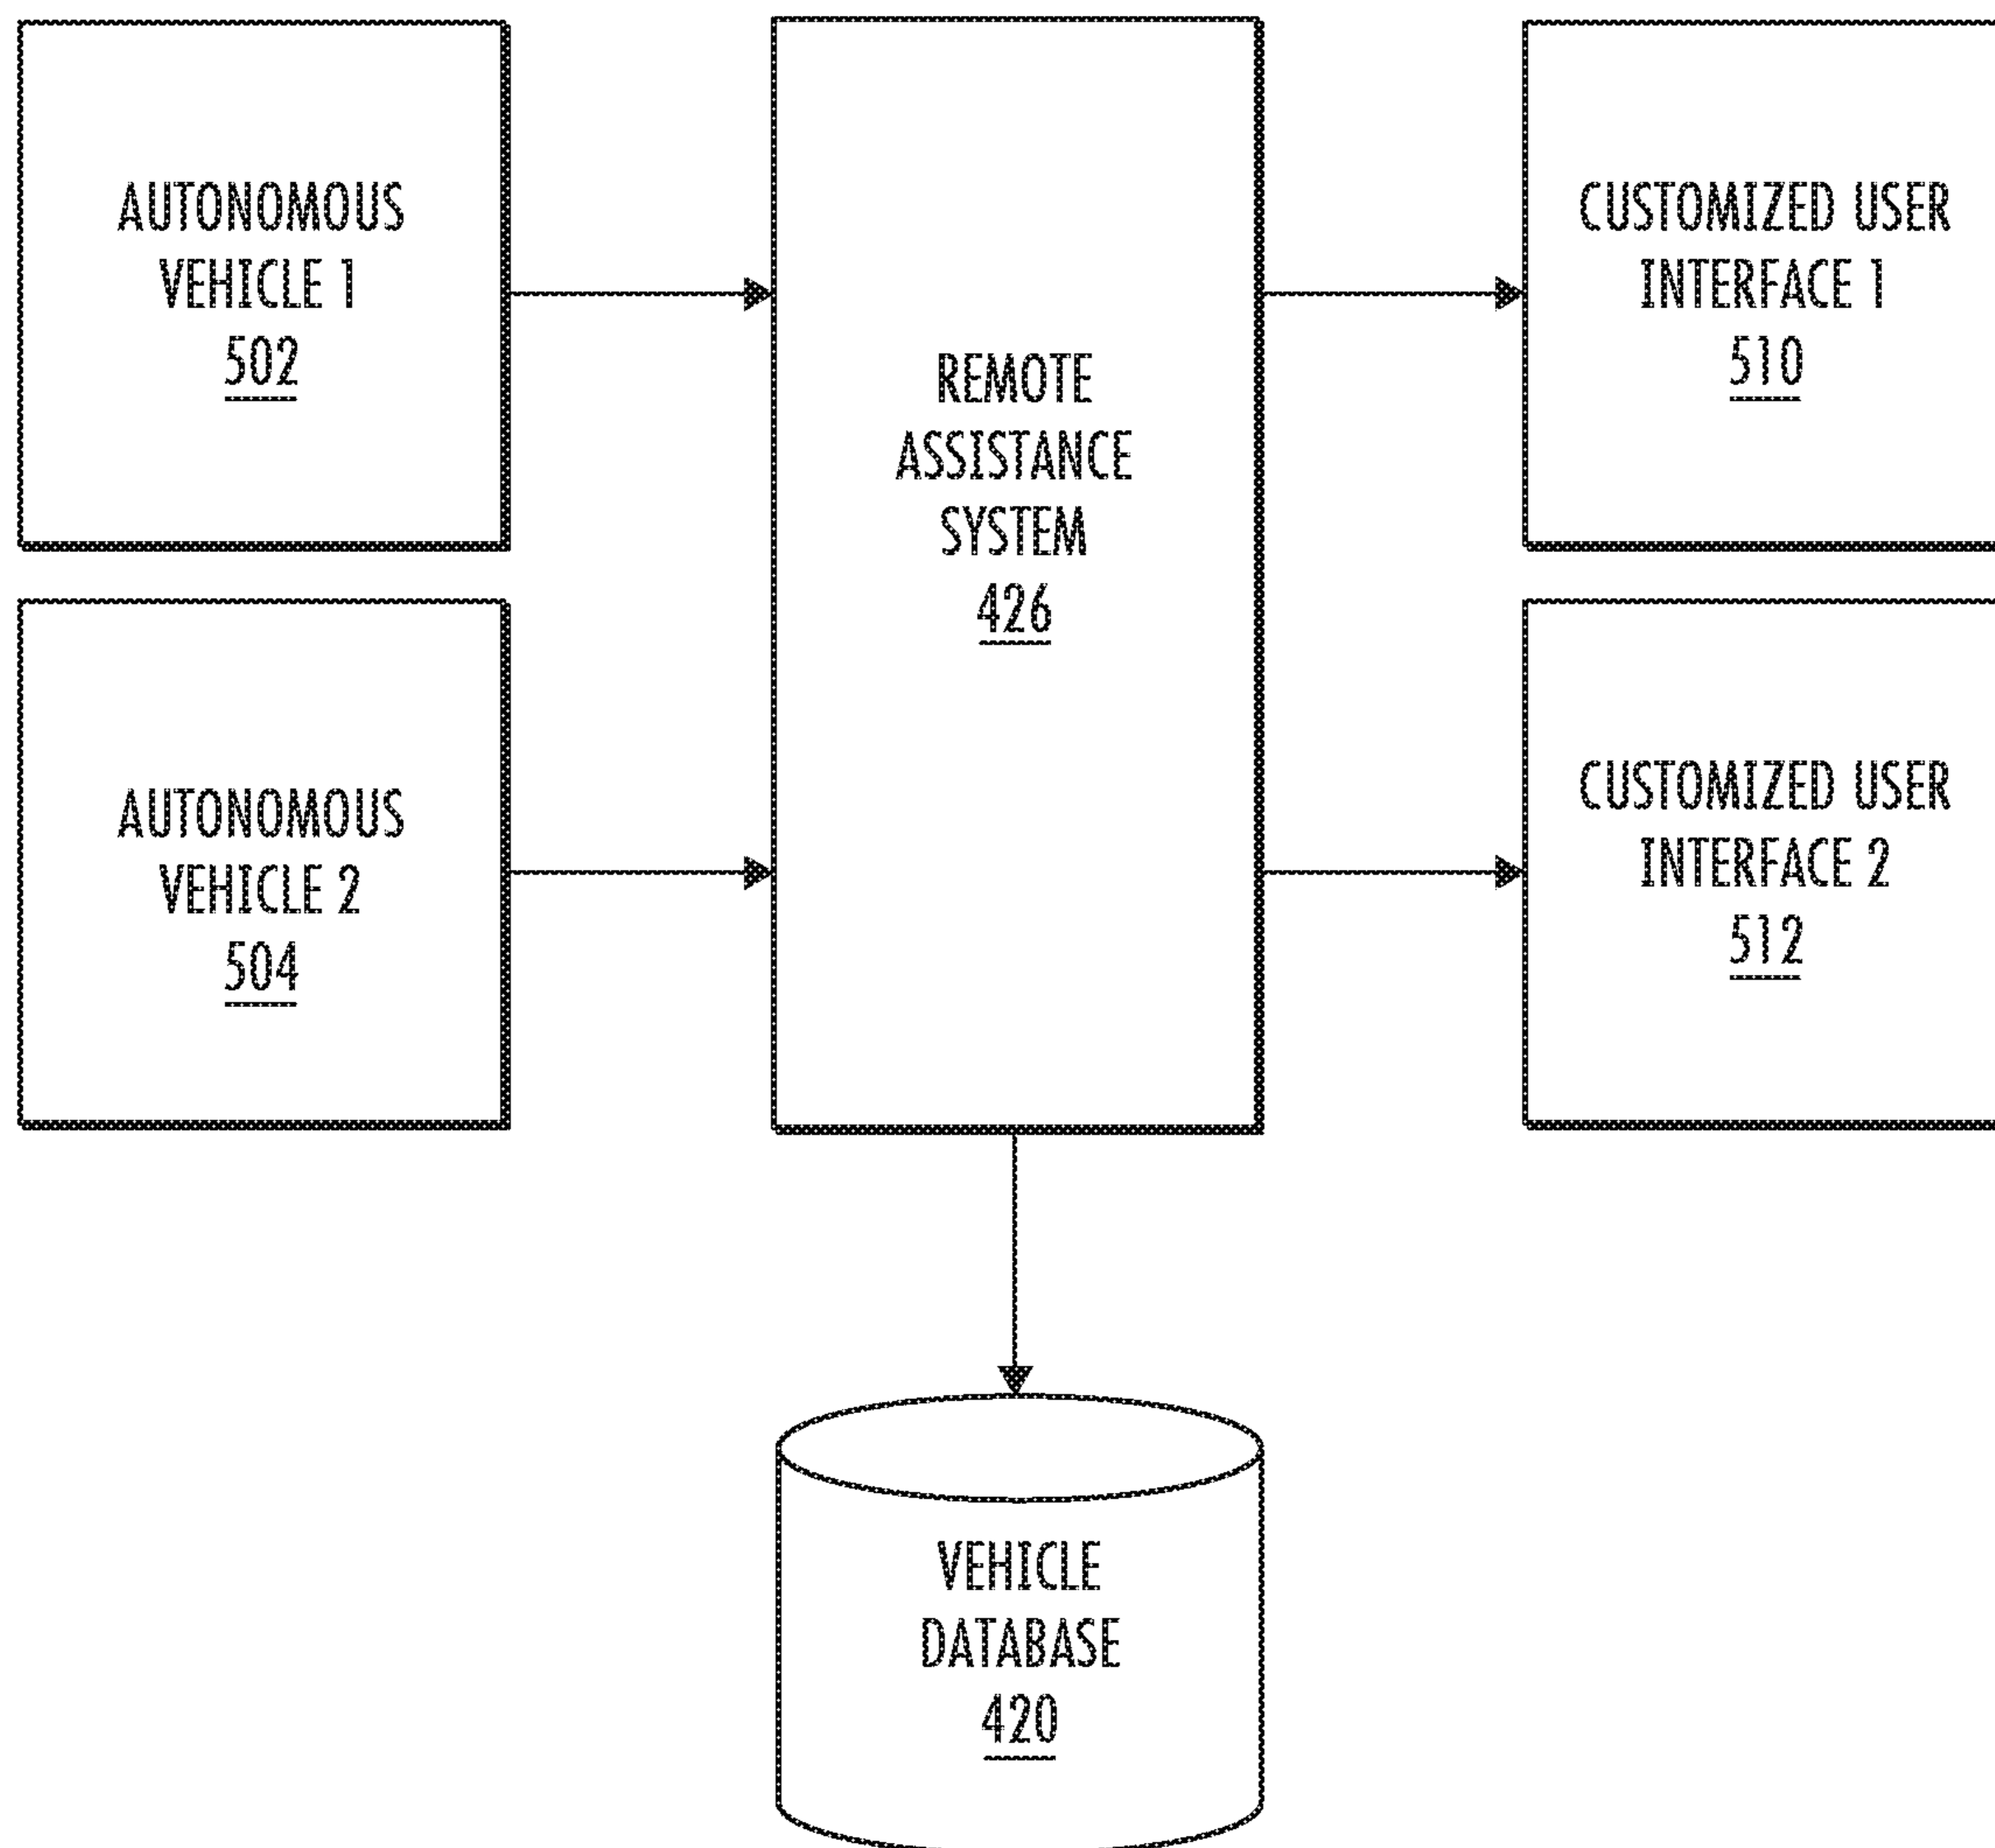 AUTONOMOUS
VEHICLE 1
502
REMOTE
ASSISTANCE
SYSTEM
426
CUSTOMIZED USER
INTERFACE 1
510
AUTONOMOUS
VEHICLE 2
504
CUSTOMIZED USER
INTERFACE 2
512
VEHICLE
DATABASE
420